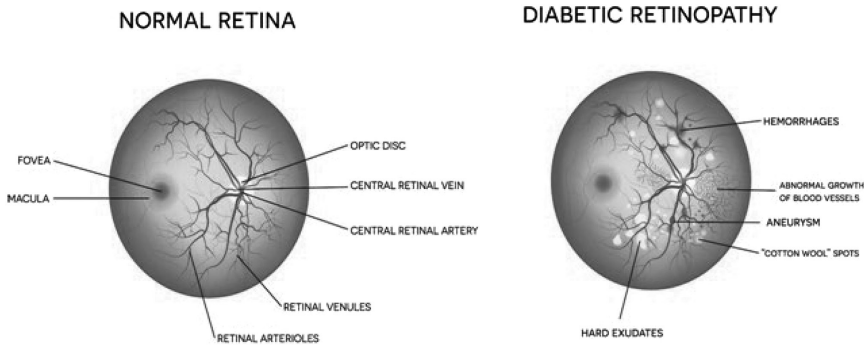 NORMAL RETINA
FOVEA
MACULA
OPTIC DISC
CENTRAL RETINAL VEIN
CENTRAL RETINAL ARTERY
RETINAL VENULES
RETINAL ARTERIOLES
DIABETIC RETINOPATHY
HEMORRHAGES
ABNORMAL GROWTH
OF BLOOD VESSELS
ANEURYSM
"COTTON WOOL" SPOTS
HARD EXUDATES